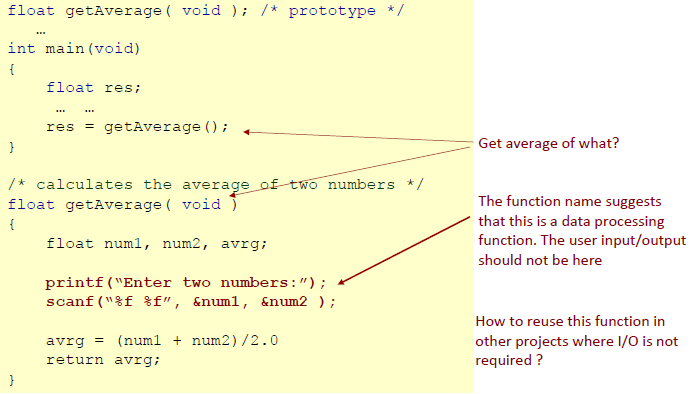 float getAverage( void ); /* prototype */
…
int main(void)
{
float res;
… …
res = getAverage();
}
Get average of what?
/* calculates the average of two numbers */
float getAverage( void )
{
float num1, num2, avrg;
The function name suggests
that this is a data processing
function. The user input/output
should not be here
printf(“Enter two numbers:”);
scanf(“%f %f”, &num1, &num2 );
avrg = (num1 + num2)/2.0
return avrg;
}
How to reuse this function in
other projects where I/O is not
required ?